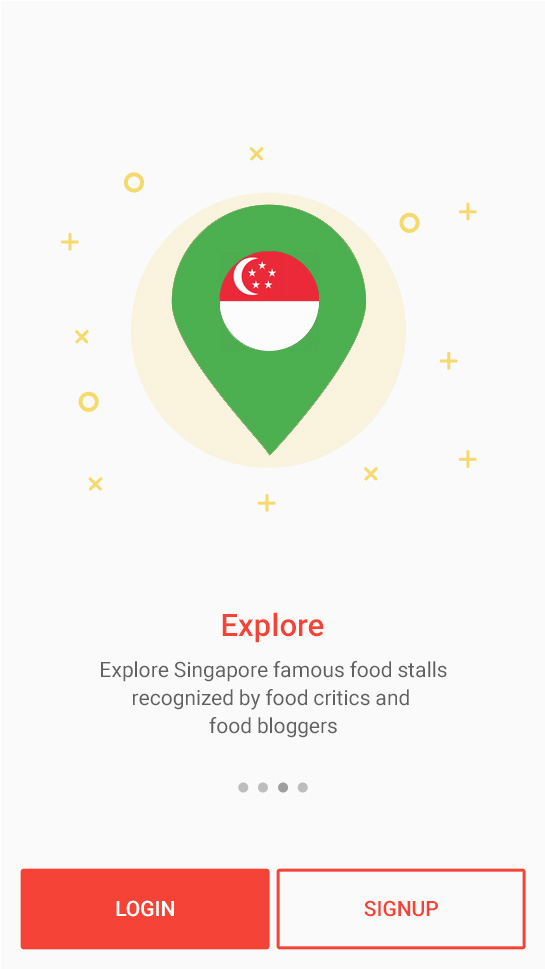 Explore
Explore Singapore famous food stalls
recognized by food critics and
food bloggers
LOGIN
SIGNUP